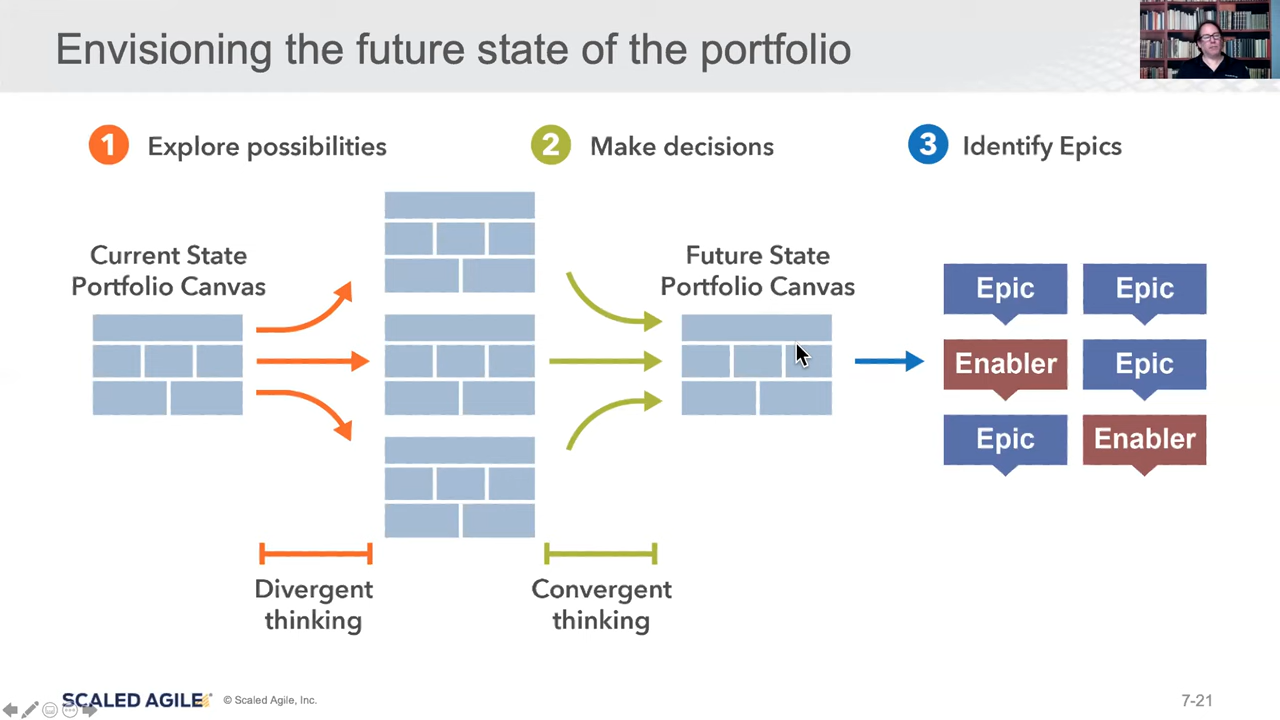 Envisioning the future state of the portfolio
1 Explore possibilities
2 Make decisions
3 Identify Epics
Current State
Portfolio Canvas
Future State
Portfolio Canvas
Epic Epic
Enabler Epic
Epic Enabler
Divergent
thinking
Convergent
thinking
SCALED AGILE
© Scaled Agile, Inc.
7-21